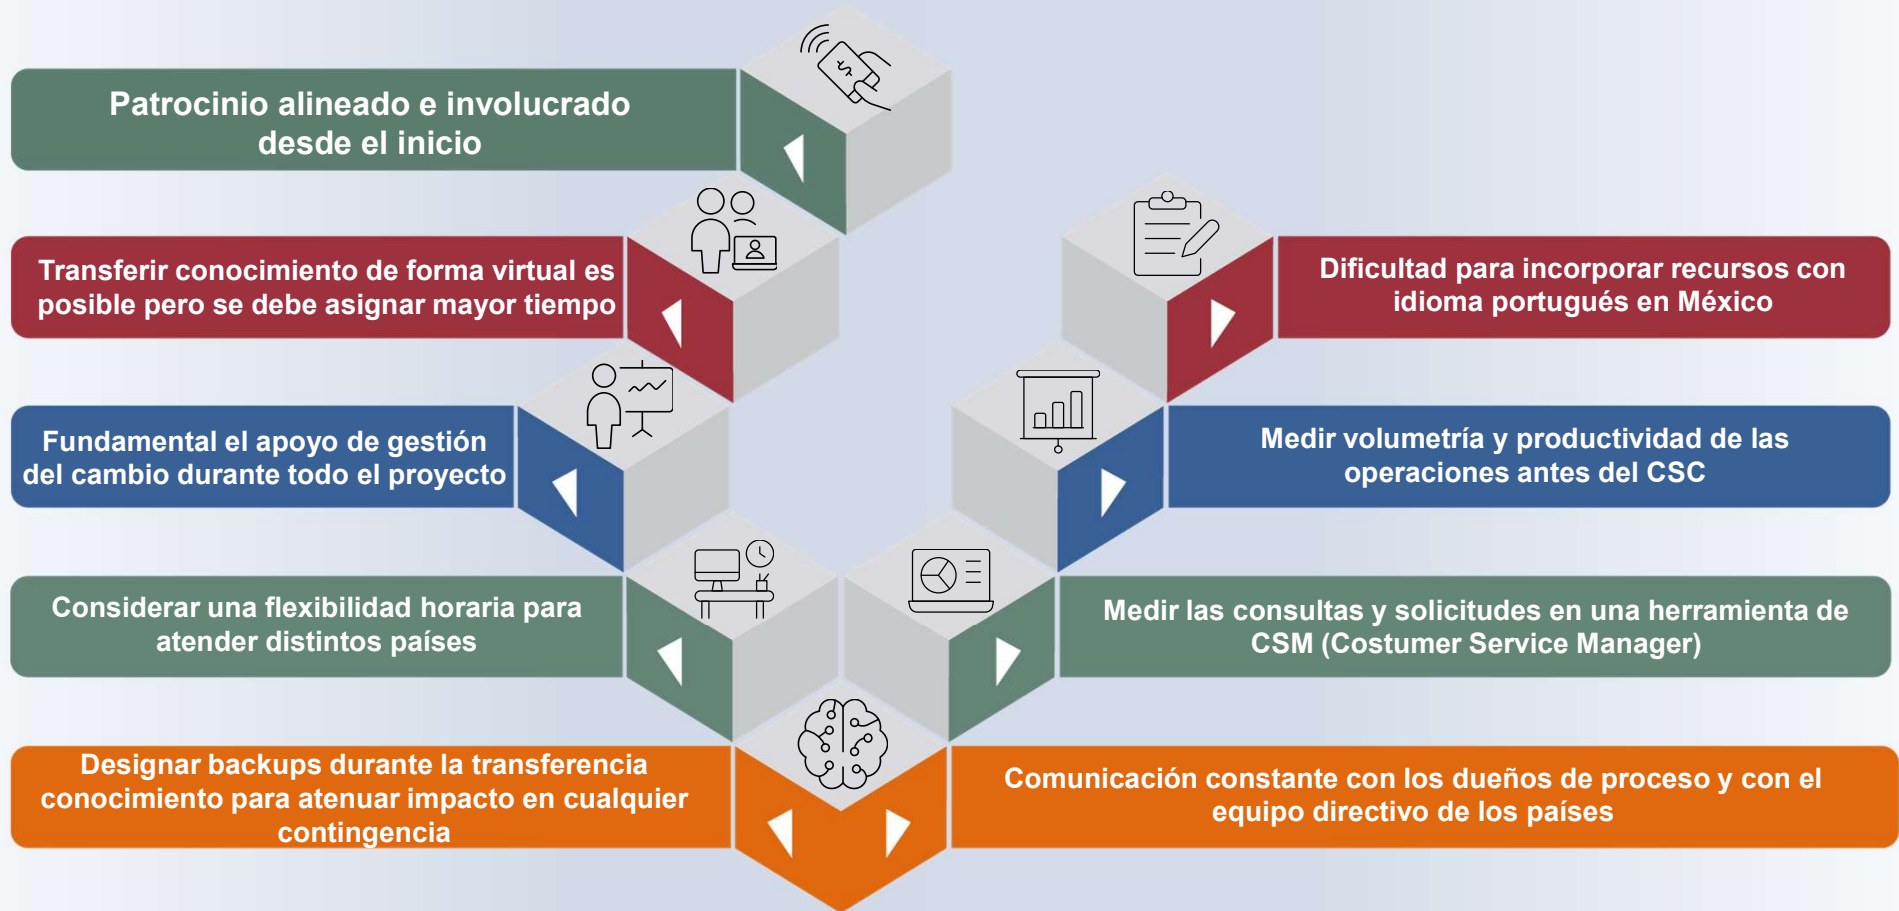 Patrocinio alineado e involucrado
desde el inicio
Transferir conocimiento de forma virtual es
posible pero se debe asignar mayor tiempo
Fundamental el apoyo de gestión
del cambio durante todo el proyecto
Considerar una flexibilidad horaria para
atender distintos países
Designar backups durante la transferencia
conocimiento para atenuar impacto en cualquier
contingencia
Dificultad para incorporar recursos con
idioma portugués en México
Medir volumetría y productividad de las
operaciones antes del CSC
Medir las consultas y solicitudes en una herramienta de
CSM (Costumer Service Manager)
Comunicación constante con los dueños de proceso y con el
equipo directivo de los países